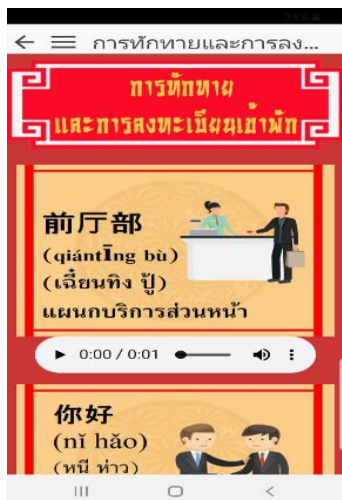 การทักทายและการลง...
การทักทาย
และการลงทะเบียนเข้าพัก
前厅部
(qiántīng bù)
(เฉี๋ยนทิง ปู้)
แผนกบริการส่วนหน้า
0:00 / 0:01
你好
(nǐ hǎo)
(หนี ห่าว)